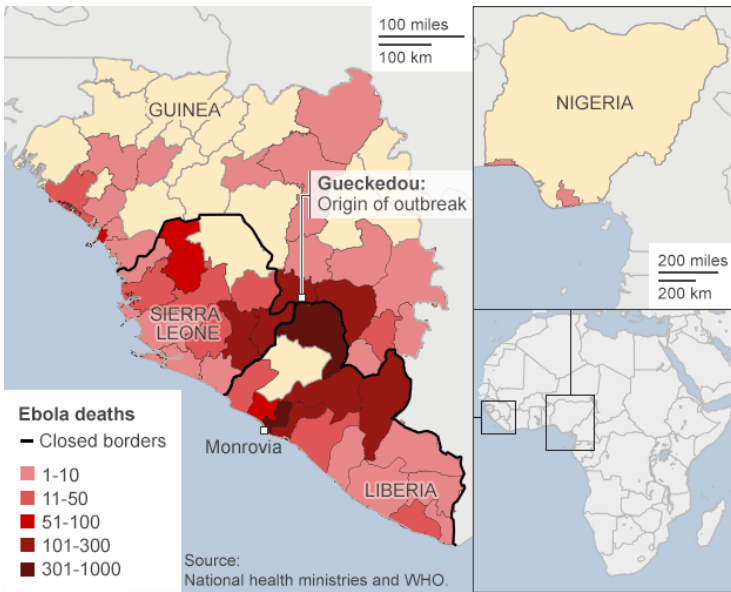 100 miles
100 km
GUINEA
Gueckedou:
Origin of outbreak
SIERRA
LEONE
Ebola deaths
Closed borders
1-10
11-50
51-100
101-300
301-1000
Monrovia
LIBERIA
Source:
National health ministries and WHO.
NIGERIA
200 miles
200 km